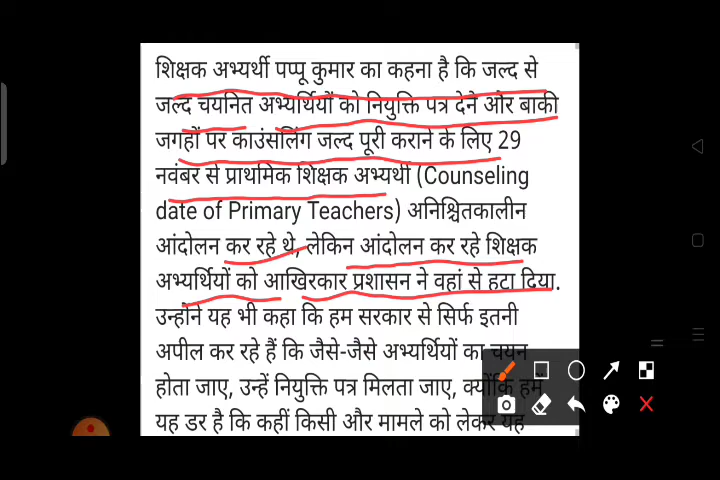 शिक्षक अभ्यर्थी पप्पू कुमार का कहना है कि जल्द से
जल्द चयनित अभ्यर्थियों को नियुक्ति पत्र देने और बाकी
जगहों पर काउंसलिंग जल्द पूरी कराने के लिए 29
नवंबर से प्राथमिक शिक्षक अभ्यर्थी (Counseling
date of Primary Teachers) अनिश्चितकालीन
आंदोलन कर रहे थे, लेकिन आंदोलन कर रहे शिक्षक
अभ्यर्थियों को आखिरकार प्रशासन ने वहां से हटा दिया.
उन्होंने यह भी कहा कि हम सरकार से सिर्फ इतनी
अपील कर रहे हैं कि जैसे-जैसे अभ्यर्थियों का चयन
होता जाए, उन्हें नियुक्ति पत्र मिलता जाए, क्योंकि हमें
यह डर है कि कहीं किसी और मामले को लेकर यह